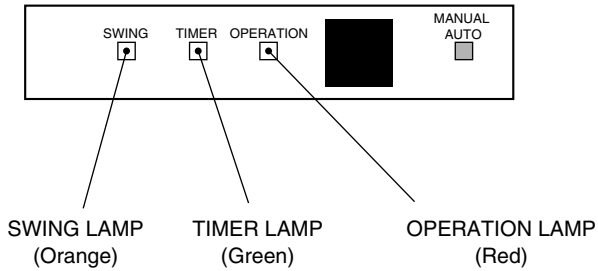 MANUAL
SWING TIMER OPERATION AUTO
SWING LAMP TIMER LAMP OPERATION LAMP
(Orange) (Green) (Red)